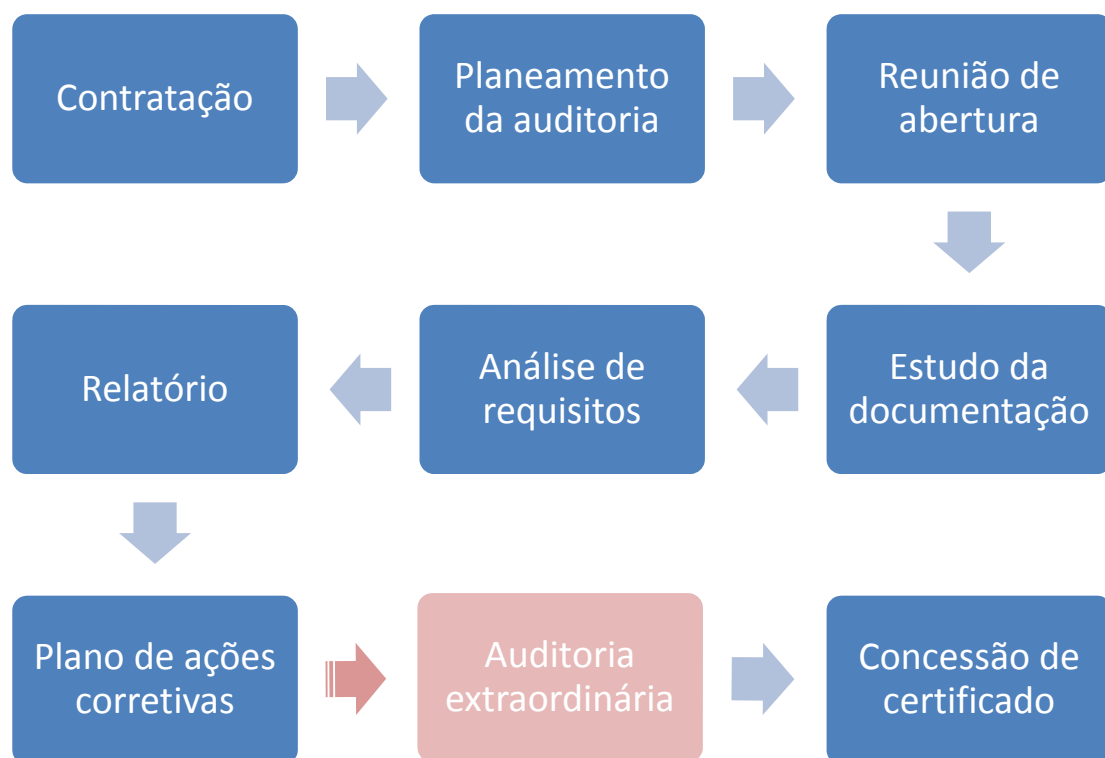 Contratação
Planeamento
da auditoria
Reunião de
abertura
Estudo da
documentação
Análise de
requisitos
Relatório
Plano de ações
corretivas
Auditoria
extraordinária
Concessão de
certificado